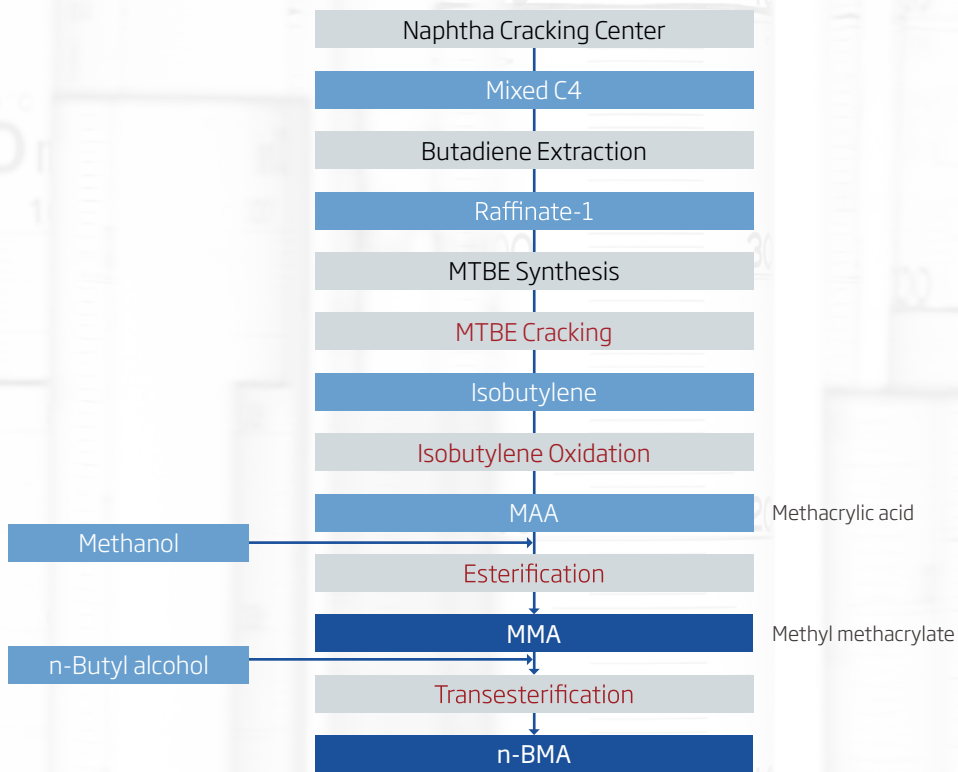 Naphtha Cracking Center
Mixed C4
Butadiene Extraction
Raffinate-1
MTBE Synthesis
MTBE Cracking
Isobutylene
Isobutylene Oxidation
MAA
Methacrylic acid
Methanol
Esterification
MMA
Methyl methacrylate
n-Butyl alcohol
Transesterification
n-BMA